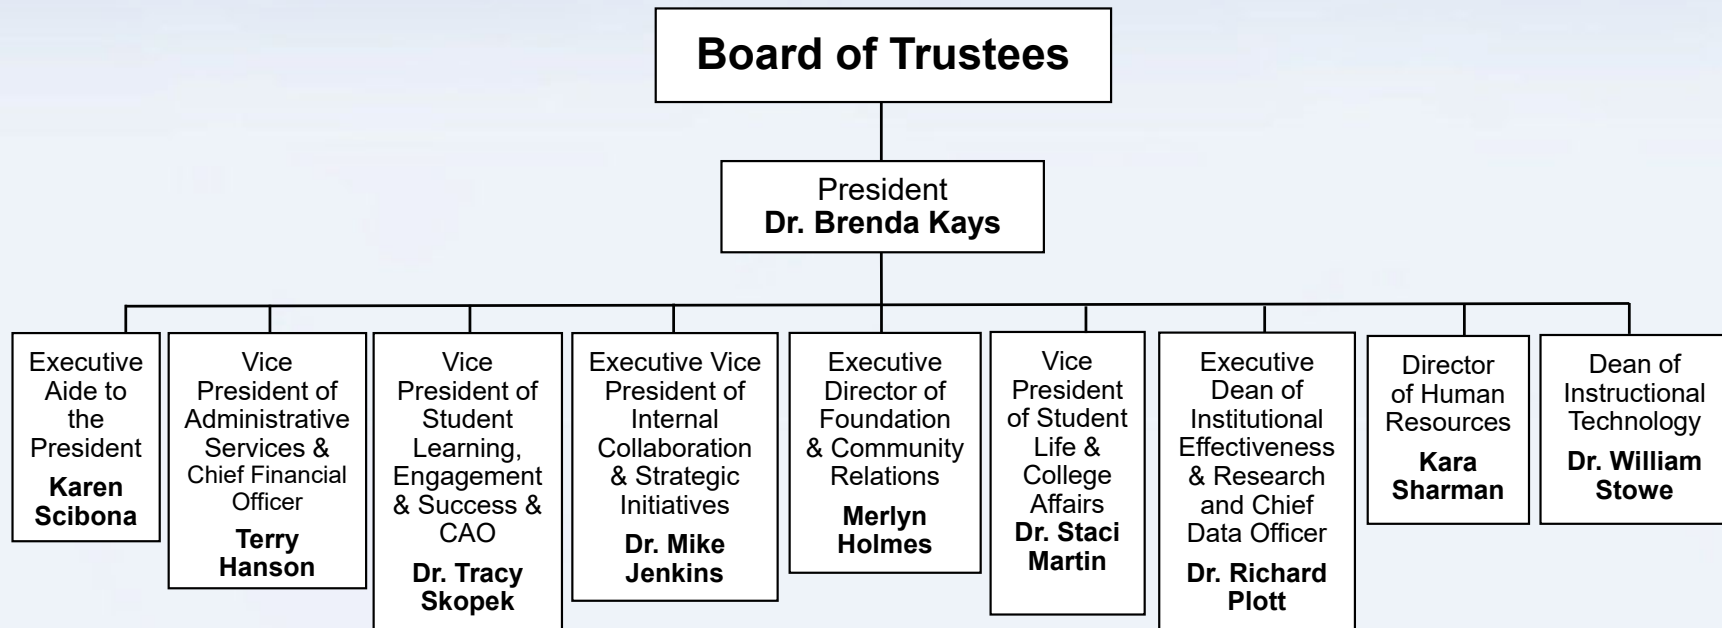 Board of Trustees
President
Dr. Brenda Kays
Executive
Aide to
the
President
Karen
Scibona
Vice
President of
Administrative
Services &
Chief Financial
Officer
Terry
Hanson
Vice
President of
Student
Learning,
Engagement
& Success &
CAO
Dr. Tracy
Skopek
Executive Vice
President of
Internal
Collaboration
& Strategic
Initiatives
Dr. Mike
Jenkins
Executive
Director of
Foundation
& Community
Relations
Merlyn
Holmes
Vice
President
of Student
Life &
College
Affairs
Dr. Staci
Martin
Executive
Dean of
Institutional
Effectiveness
& Research
and Chief
Data Officer
Dr. Richard
Plott
Director
of Human
Resources
Kara
Sharman
Dean of
Instructional
Technology
Dr. William
Stowe